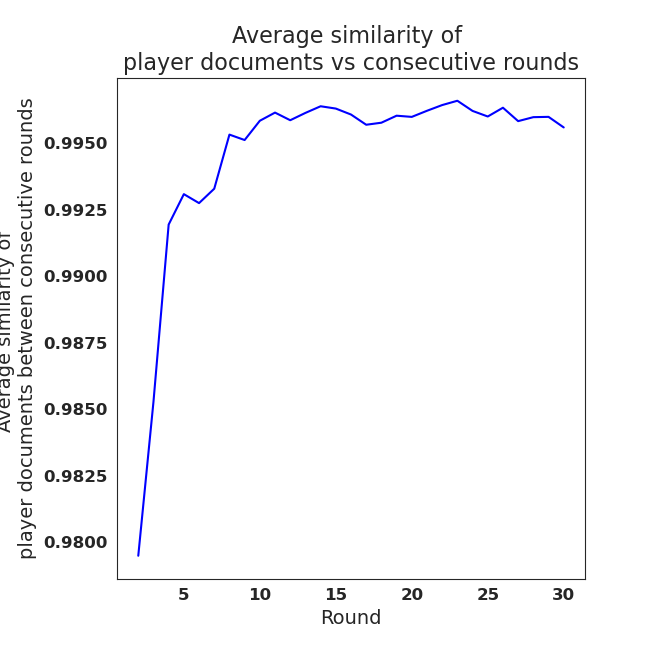 Average similarity of
player documents vs consecutive rounds
Average similarity of
player documents between consecutive rounds
0.9950
0.9925
0.9900
0.9875
0.9850
0.9825
0.9800
5 10 15 20 25 30
Round